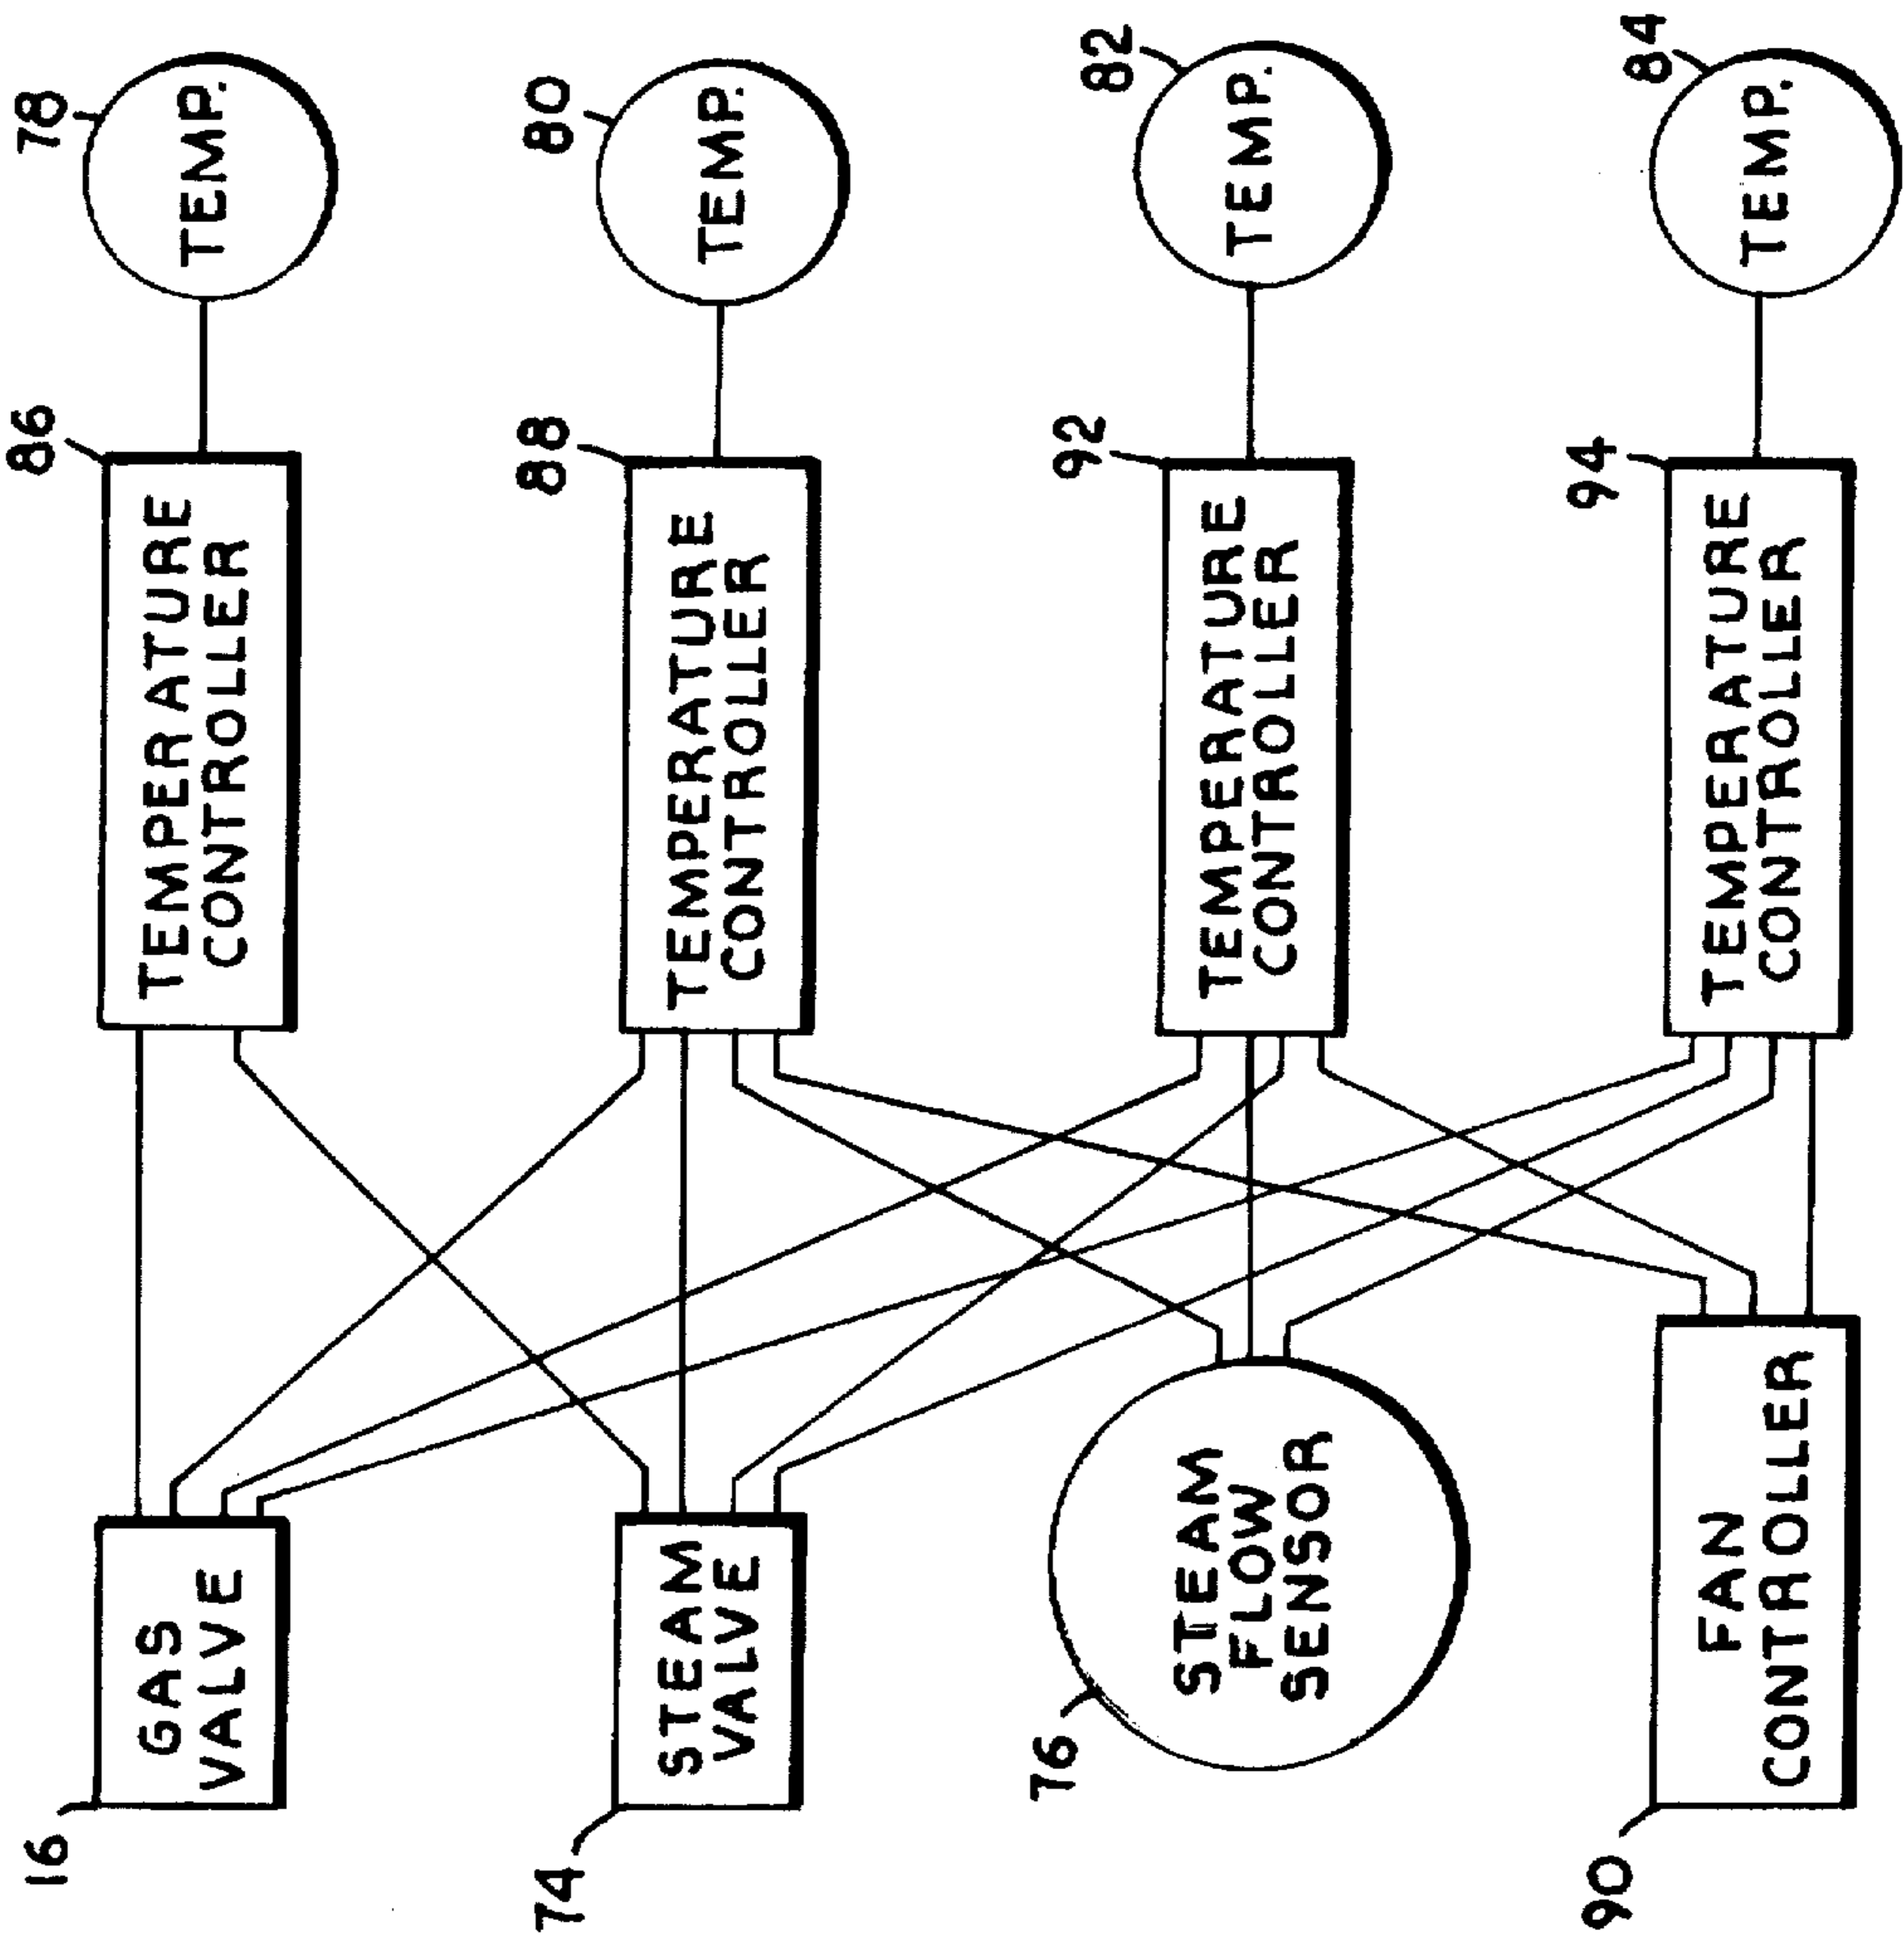 16
GAS
VALVE
86
TEMPERATURE
CONTROLLER
78
TEMP.
74
STEAM
VALVE
88
TEMPERATURE
CONTROLLER
80
TEMP.
76
STEAM
FLOW
SENSOR
92
TEMPERATURE
CONTROLLER
82
TEMP.
90
FAN
CONTROLLER
94
TEMPERATURE
CONTROLLER
84
TEMP.